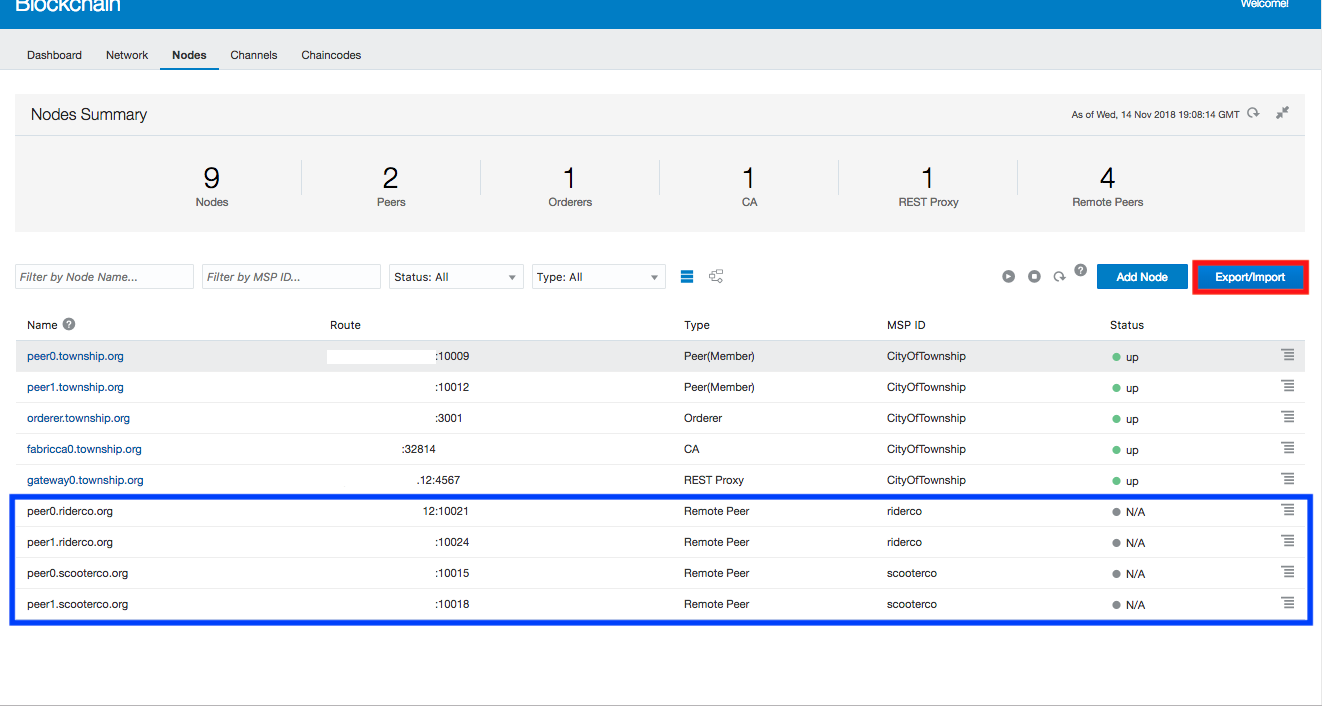 Blockchain Welcome!
Dashboard Network Nodes Channels Chaincodes
Nodes Summary As of Wed, 14 Nov 2018 19:08:14 GMT
9 2 1 1 1 4
Nodes Peers Orderers CA REST Proxy Remote Peers
Filter by Node Name... Filter by MSP ID... Status: All Type: All ? Add Node Export/Import
Name ? Route Type MSP ID Status
peer0.township.org :10009 Peer(Member) CityOfTownship up
peer1.township.org :10012 Peer(Member) CityOfTownship up
orderer.township.org :3001 Orderer CityOfTownship up
fabricca0.township.org :32814 CA CityOfTownship up
gateway0.township.org .12:4567 REST Proxy CityOfTownship up
peer0.riderco.org 12:10021 Remote Peer riderco N/A
peer1.riderco.org :10024 Remote Peer riderco N/A
peer0.scooterco.org :10015 Remote Peer scooterco N/A
peer1.scooterco.org :10018 Remote Peer scooterco N/A